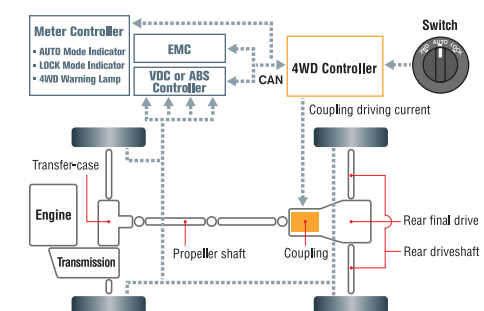 Meter Controller
• AUTO Mode Indicator
• LOCK Mode Indicator
• 4WD Warning Lamp
EMC
VDC or ABS
Controller
CAN
4WD Controller
Switch
2WD AUTO LOCK
Coupling driving current
Transfer-case
Engine
Transmission
Propeller shaft
Coupling
Rear final drive
Rear driveshaft